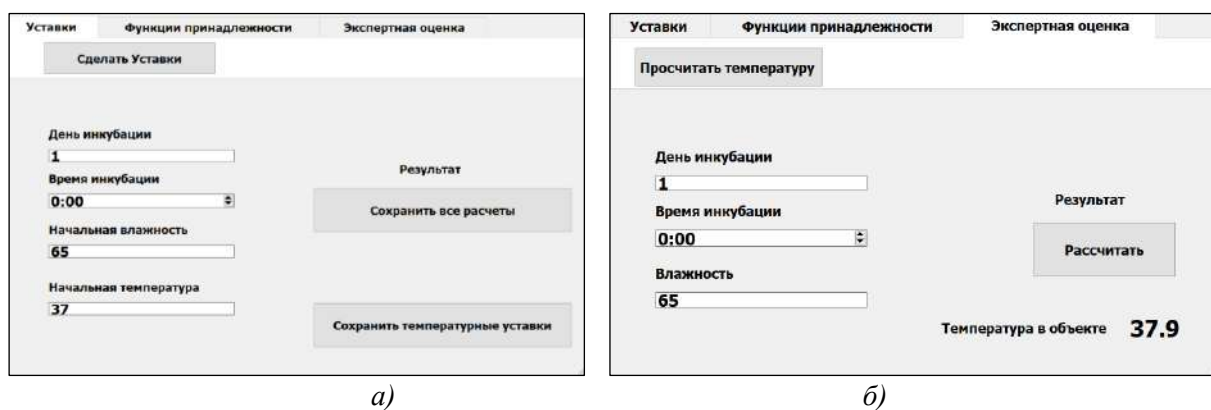 Уставки Функции принадлежности Экспертная оценка
Сделать Уставки
День инкубации
1
Время инкубации
0:00
Начальная влажность
65
Начальная температура
37
Результат
Сохранить все расчеты
Сохранить температурные уставки
а)
Уставки Функции принадлежности Экспертная оценка
Просчитать температуру
День инкубации
1
Время инкубации
0:00
Влажность
65
Результат
Рассчитать
Температура в объекте 37.9
б)